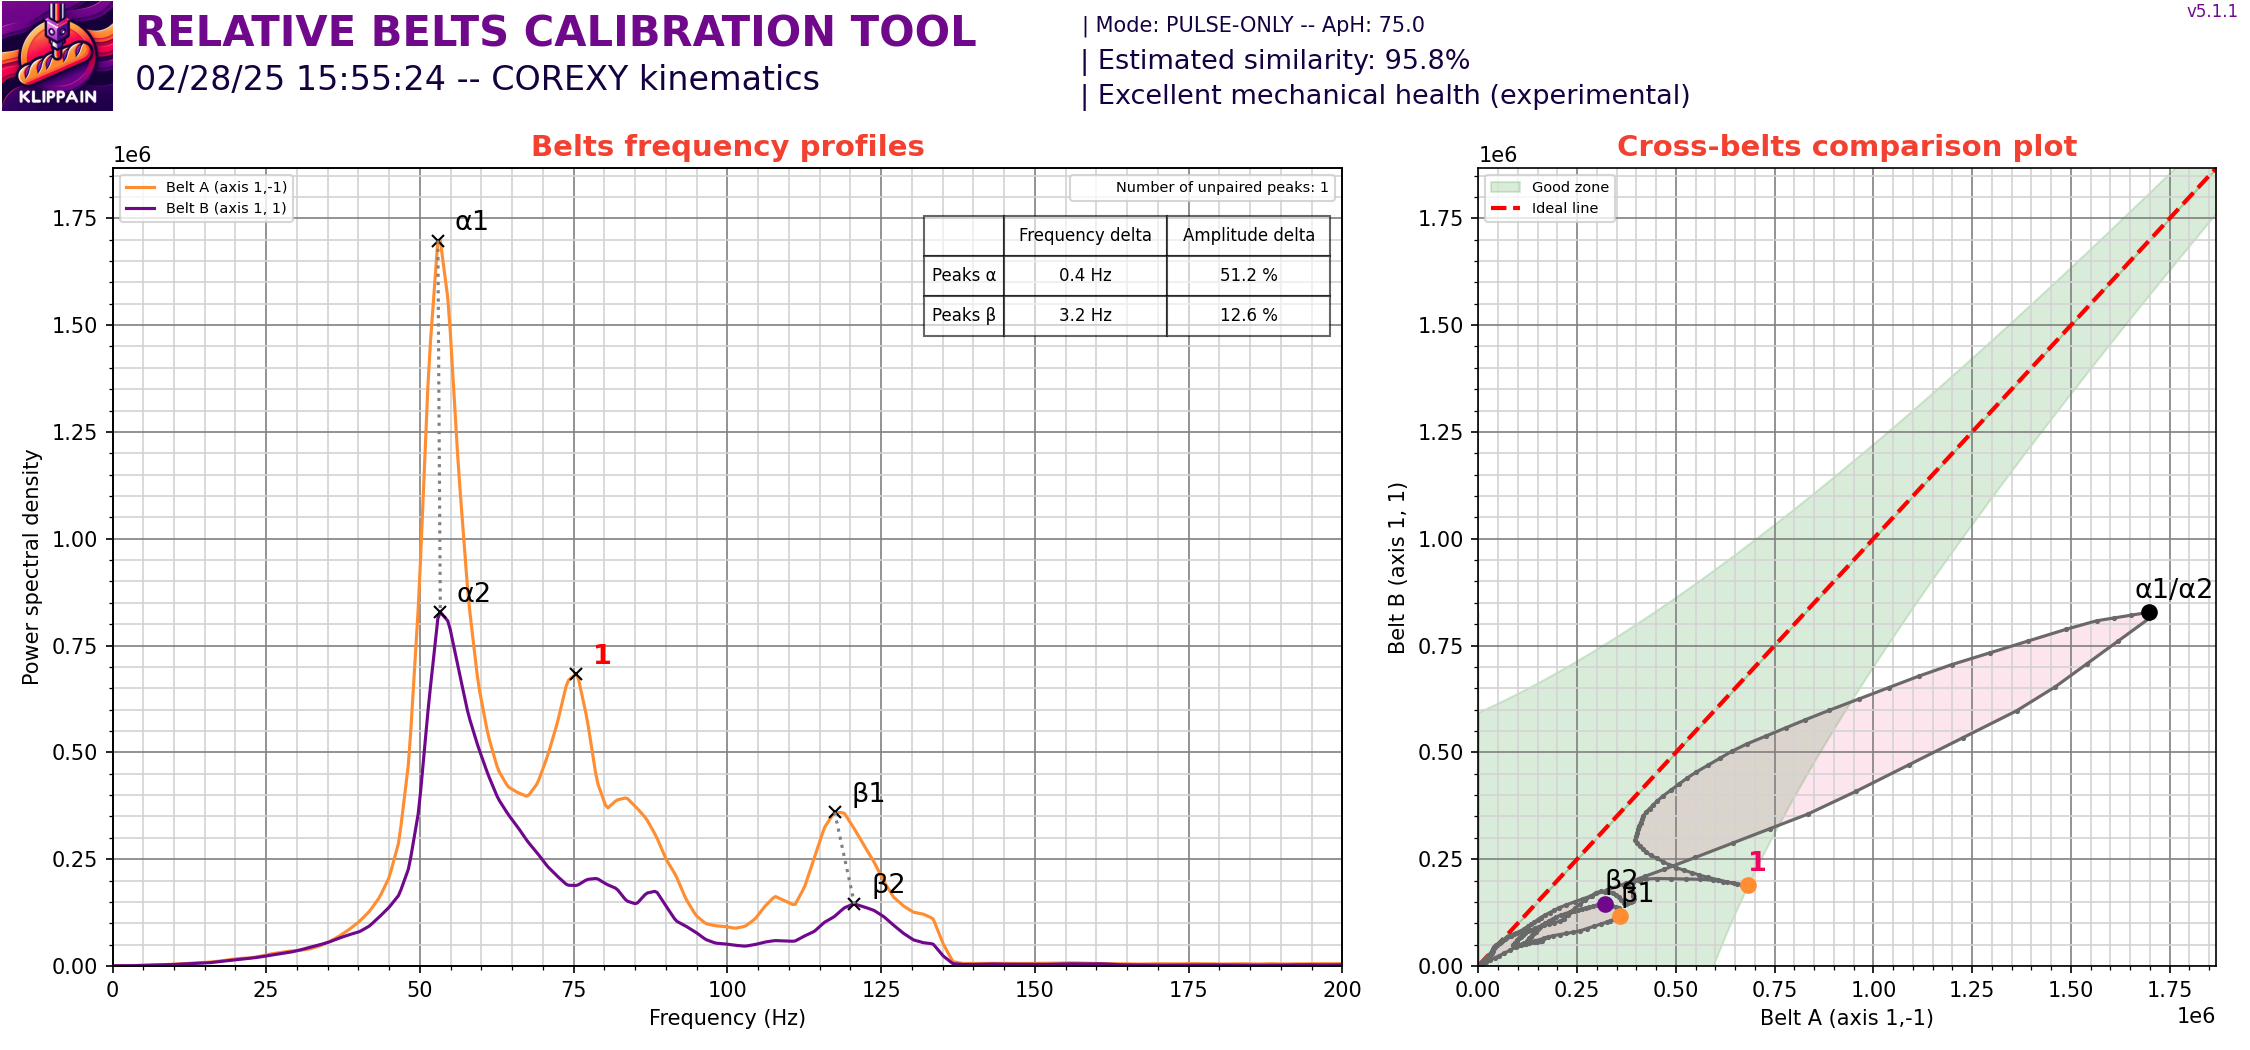 KLIPPAIN
RELATIVE BELTS CALIBRATION TOOL
02/28/25 15:55:24 -- COREXY kinematics
| Mode: PULSE-ONLY -- ApH: 75.0
| Estimated similarity: 95.8%
| Excellent mechanical health (experimental)
v5.1.1
Belts frequency profiles
1e6
Belt A (axis 1,-1)
Belt B (axis 1, 1)
Number of unpaired peaks: 1
Frequency delta Amplitude delta
Peaks α 0.4 Hz 51.2 %
Peaks β 3.2 Hz 12.6 %
α1
α2
1
β1
β2
Power spectral density
1.75
1.50
1.25
1.00
0.75
0.50
0.25
0.00
0 25 50 75 100 125 150 175 200
Frequency (Hz)
Cross-belts comparison plot
1e6
Good zone
Ideal line
α1/α2
1
β2
β1
Belt B (axis 1, 1)
1.75
1.50
1.25
1.00
0.75
0.50
0.25
0.00
0.00 0.25 0.50 0.75 1.00 1.25 1.50 1.75
Belt A (axis 1,-1)
1e6